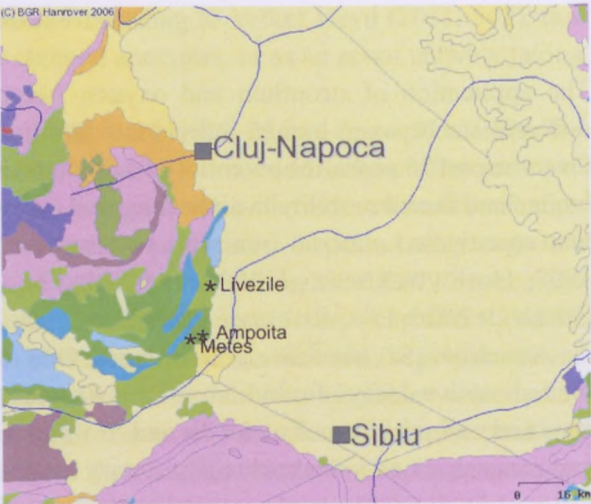 (C) BGR Hannover 2006
Cluj-Napoca
* Livezile
* Ampoita
* Metes
Sibiu
0 15 km